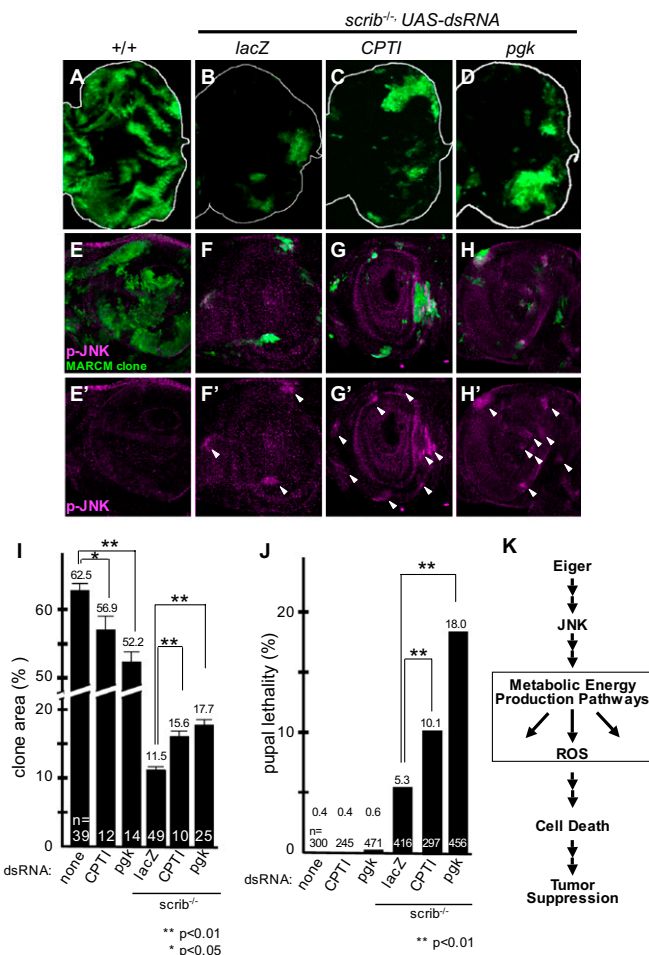 scrib-/-, UAS-dsRNA
+/+ lacZ CPTI pgk
A B C D
E F G H
p-JNK
MARCM clone
E’ F’ G’ H’
p-JNK
I
clone area (% )
60
50
20
10
0
62.5
56.9
52.2
11.5
15.6
17.7
*
**
**
**
n=
39 12 14 49 10 25
dsRNA: none CPTI pgk lacZ CPTI pgk
scrib-/-
** p<0.01
* p<0.05
J
pupal lethality (%)
20
10
0
0.4 0.4 0.6 5.3 10.1 18.0
**
**
n=
300 245 471 416 297 456
dsRNA: none CPTI pgk lacZ CPTI pgk
scrib-/-
** p<0.01
K
Eiger
JNK
Metabolic Energy
Production Pathways
ROS
Cell Death
Tumor
Suppression